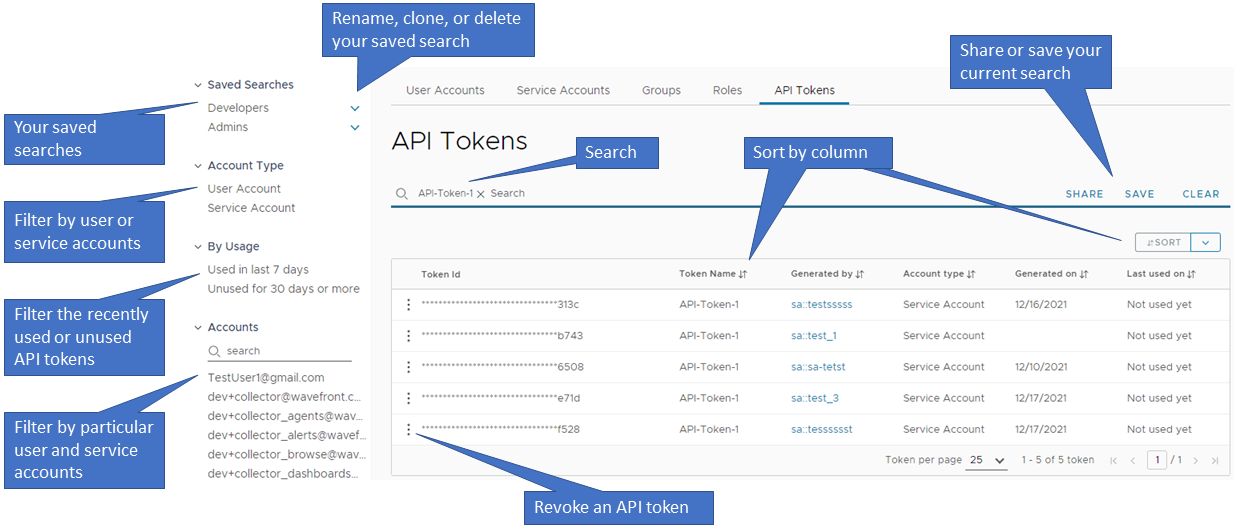 Rename, clone, or delete
your saved search
Share or save your
current search
Saved Searches
Developers
Admins
Your saved
searches
Account Type
User Account
Service Account
Filter by user or
service accounts
By Usage
Used in last 7 days
Unused for 30 days or more
Filter the recently
used or unused
API tokens
Accounts
search
TestUser1@gmail.com
dev+collector@wavefront.c...
dev+collector_agents@wav...
dev+collector_alerts@wavef...
dev+collector_browse@wav...
dev+collector_dashboards...
Filter by particular
user and service
accounts
User Accounts Service Accounts Groups Roles API Tokens
API Tokens
Search
Sort by column
API-Token-1 × Search SHARE SAVE CLEAR
SORT
Token Id Token Name Generated by Account type Generated on Last used on
********************************313c API-Token-1 sa::testsssss Service Account 12/16/2021 Not used yet
********************************b743 API-Token-1 sa::test_1 Service Account Not used yet
********************************6508 API-Token-1 sa::sa-tetst Service Account 12/10/2021 Not used yet
********************************e71d API-Token-1 sa::test_3 Service Account 12/17/2021 Not used yet
********************************f528 API-Token-1 sa::tesssssst Service Account 12/17/2021 Not used yet
Token per page 25 1 - 5 of 5 token 1 / 1
Revoke an API token